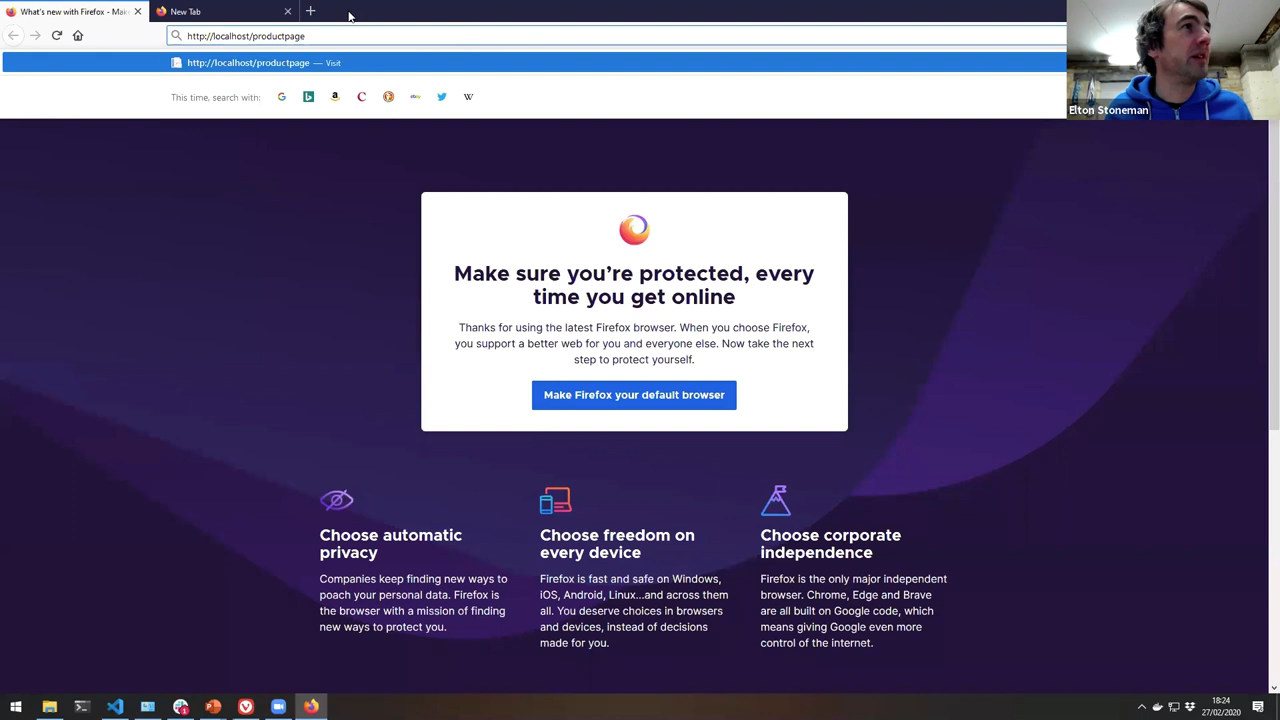 What's new with Firefox - Mak
New Tab
http://localhost/productpage
http://localhost/productpage — Visit
This time, search with:
Elton Stoneman
Make sure you're protected, every
time you get online
Thanks for using the latest Firefox browser. When you choose Firefox,
you support a better web for you and everyone else. Now take the next
step to protect yourself.
Make Firefox your default browser
Choose automatic
privacy
Companies keep finding new ways to
poach your personal data. Firefox is
the browser with a mission of finding
new ways to protect you.
Choose freedom on
every device
Firefox is fast and safe on Windows,
iOS, Android, Linux...and across them
all. You deserve choices in browsers
and devices, instead of decisions
made for you.
Choose corporate
independence
Firefox is the only major independent
browser. Chrome, Edge and Brave
are all built on Google code, which
means giving Google even more
control of the internet.
18:24
27/02/2020